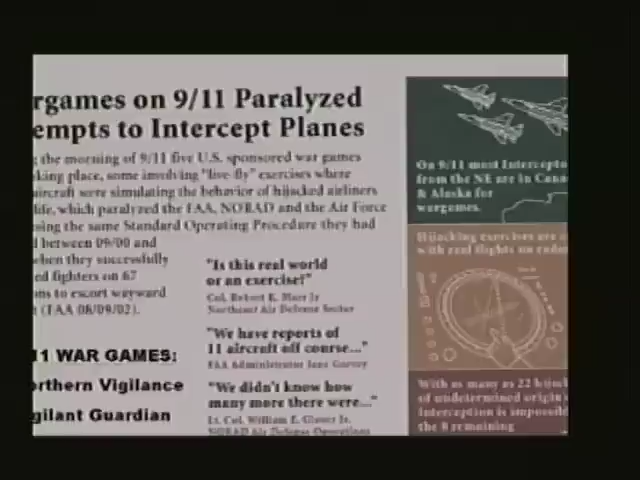 rgames on 9/11 Paralyzed
empts to Intercept Planes
g the morning of 9/11 five U.S. sponsored war games
king place, some involving "live-fly" exercises where
aircraft were simulating the behavior of hijacked airliners
life, which paralyzed the FAA, NORAD and the Air Force
sing the same Standard Operating Procedure they had
d between 09/00 and
when they successfully
ed fighters on 67
ons to escort wayward
t (FAA 08/09/02).
11 WAR GAMES:
orthern Vigilance
gilant Guardian
"Is this real world
or an exercise?"
Col. Robert K. Marr Jr
Northeast Air Defense Sector
"We have reports of
11 aircraft off course..."
FAA Administrator Jane Garvey
"We didn't know how
many more there were..."
Lt. Col. William E. Glover Jr.
NORAD Air Defense Operations
On 9/11 most Intercepto
from the NE are in Cana
& Alaska for
wargames.
Hijacking exercises are
with real flights on
With as many as 22 hijack
of undetermined origin
interception is impossib
the 8 remaining